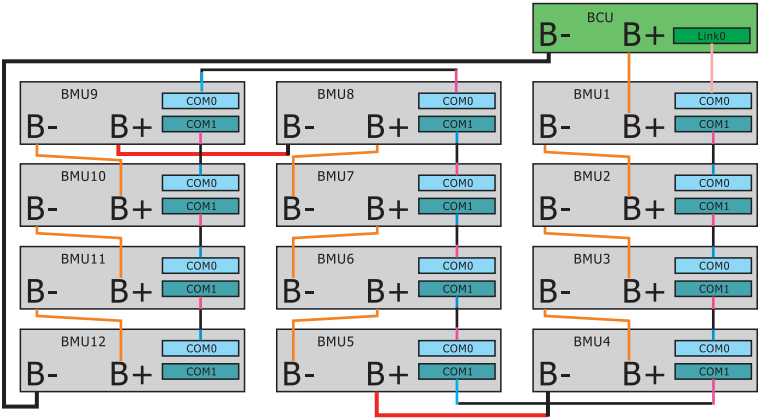 BCU
B- B+ Link0
BMU9 COM0
B- B+ COM1
BMU8 COM0
B- B+ COM1
BMU1 COM0
B- B+ COM1
BMU10 COM0
B- B+ COM1
BMU7 COM0
B- B+ COM1
BMU2 COM0
B- B+ COM1
BMU11 COM0
B- B+ COM1
BMU6 COM0
B- B+ COM1
BMU3 COM0
B- B+ COM1
BMU12 COM0
B- B+ COM1
BMU5 COM0
B- B+ COM1
BMU4 COM0
B- B+ COM1